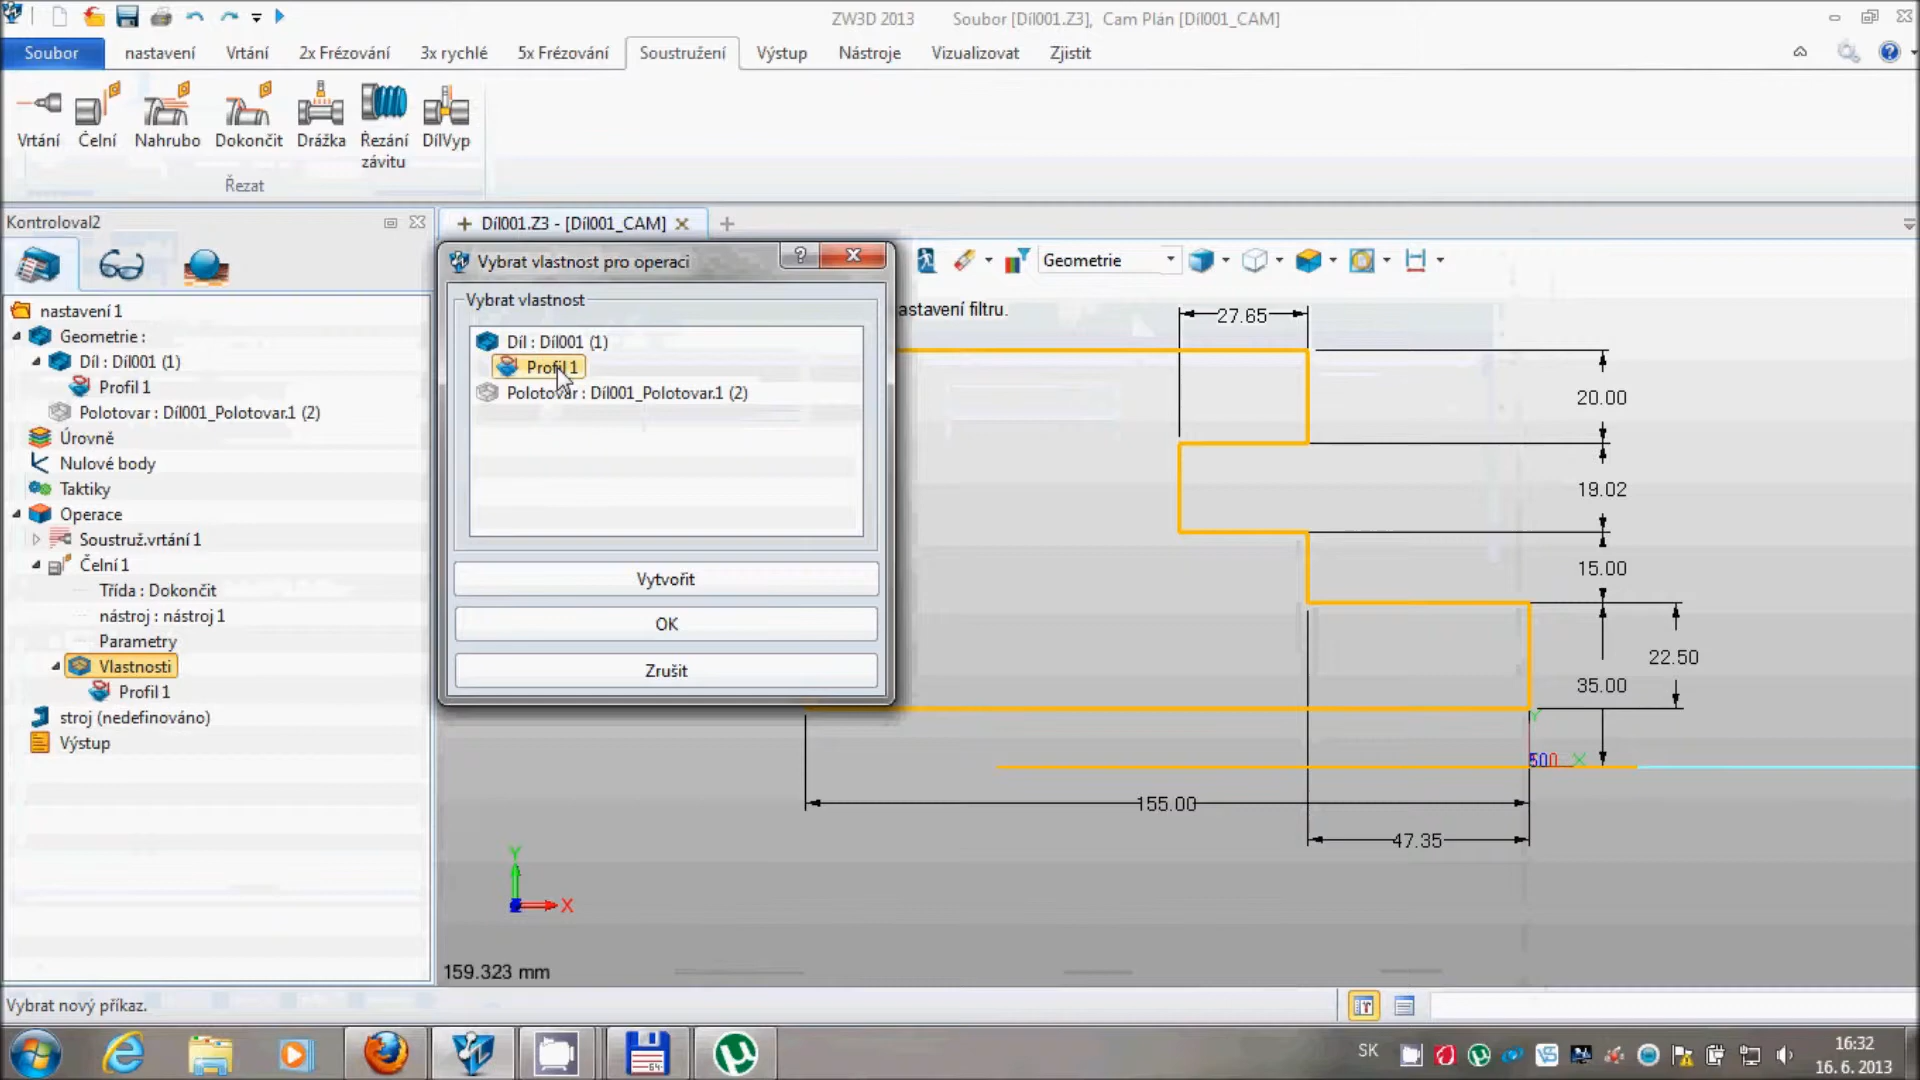 ZW3D 2013 Soubor [Díl001.Z3], Cam Plán [Díl001_CAM]
Soubor nastavení Vrtání 2x Frézování 3x rychlé 5x Frézování Soustružení Výstup Nástroje Vizualizovat Zjistit
Vrtání Čelní Nahrubo Dokončit Drážka Řezání závitu DílVyp
Řezat
Kontroloval2
Díl001.Z3 - [Díl001_CAM]
Geometrie
nastavení 1
Geometrie :
Díl : Díl001 (1)
Profil 1
Polotovar : Díl001_Polotovar.1 (2)
Úrovně
Nulové body
Taktiky
Operace
Soustruž.vrtání 1
Čelní 1
Třída : Dokončit
nástroj : nástroj 1
Parametry
Vlastnosti
Profil 1
stroj (nedefinováno)
Výstup
Vybrat vlastnost pro operaci
Vybrat vlastnost
Díl : Díl001 (1)
Profil 1
Polotovar : Díl001_Polotovar.1 (2)
Vytvořit
OK
Zrušit
astavení filtru.
27.65
20.00
19.02
15.00
22.50
35.00
Y
X
155.00
47.35
Y
X
159.323 mm
Vybrat nový příkaz.
SK
16:32
16. 6. 2013